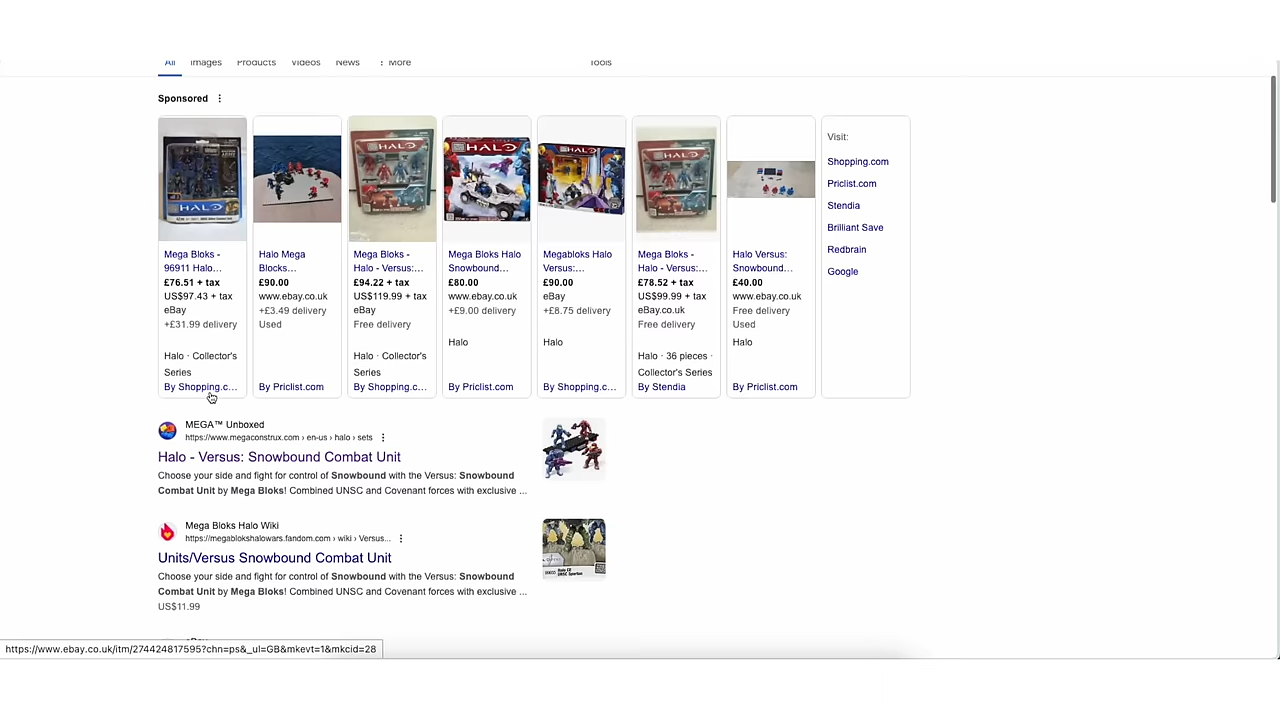 All Images Products Videos News ⋮ More Tools
Sponsored ⋮
Mega Bloks -
96911 Halo...
£76.51 + tax
US$97.43 + tax
eBay
+£31.99 delivery
Halo · Collector's
Series
By Shopping.c...
Halo Mega
Blocks...
£90.00
www.ebay.co.uk
+£3.49 delivery
Used
By Priclist.com
Mega Bloks -
Halo - Versus:...
£94.22 + tax
US$119.99 + tax
eBay
Free delivery
Halo · Collector's
Series
By Shopping.c...
HALO
Mega Bloks Halo
Snowbound...
£80.00
www.ebay.co.uk
+£9.00 delivery
Halo
By Priclist.com
HALO
Megabloks Halo
Versus:...
£90.00
eBay
+£8.75 delivery
Halo
By Shopping.c...
HALO
Mega Bloks -
Halo - Versus:...
£78.52 + tax
US$99.99 + tax
eBay.co.uk
Free delivery
Halo · 36 pieces ·
Collector's Series
By Stendia
Halo Versus:
Snowbound...
£40.00
www.ebay.co.uk
Free delivery
Used
Halo
By Priclist.com
Visit:
Shopping.com
Priclist.com
Stendia
Brilliant Save
Redbrain
Google
MEGA™ Unboxed
https://www.megaconstrux.com › en-us › halo › sets ⋮
Halo - Versus: Snowbound Combat Unit
Choose your side and fight for control of Snowbound with the Versus: Snowbound
Combat Unit by Mega Bloks! Combined UNSC and Covenant forces with exclusive ...
Mega Bloks Halo Wiki
https://megablokshalowars.fandom.com › wiki › Versus... ⋮
Units/Versus Snowbound Combat Unit
Choose your side and fight for control of Snowbound with the Versus: Snowbound
Combat Unit by Mega Bloks! Combined UNSC and Covenant forces with exclusive ...
US$11.99
https://www.ebay.co.uk/itm/274424817595?chn=ps&_ul=GB&mkevt=1&mkcid=28